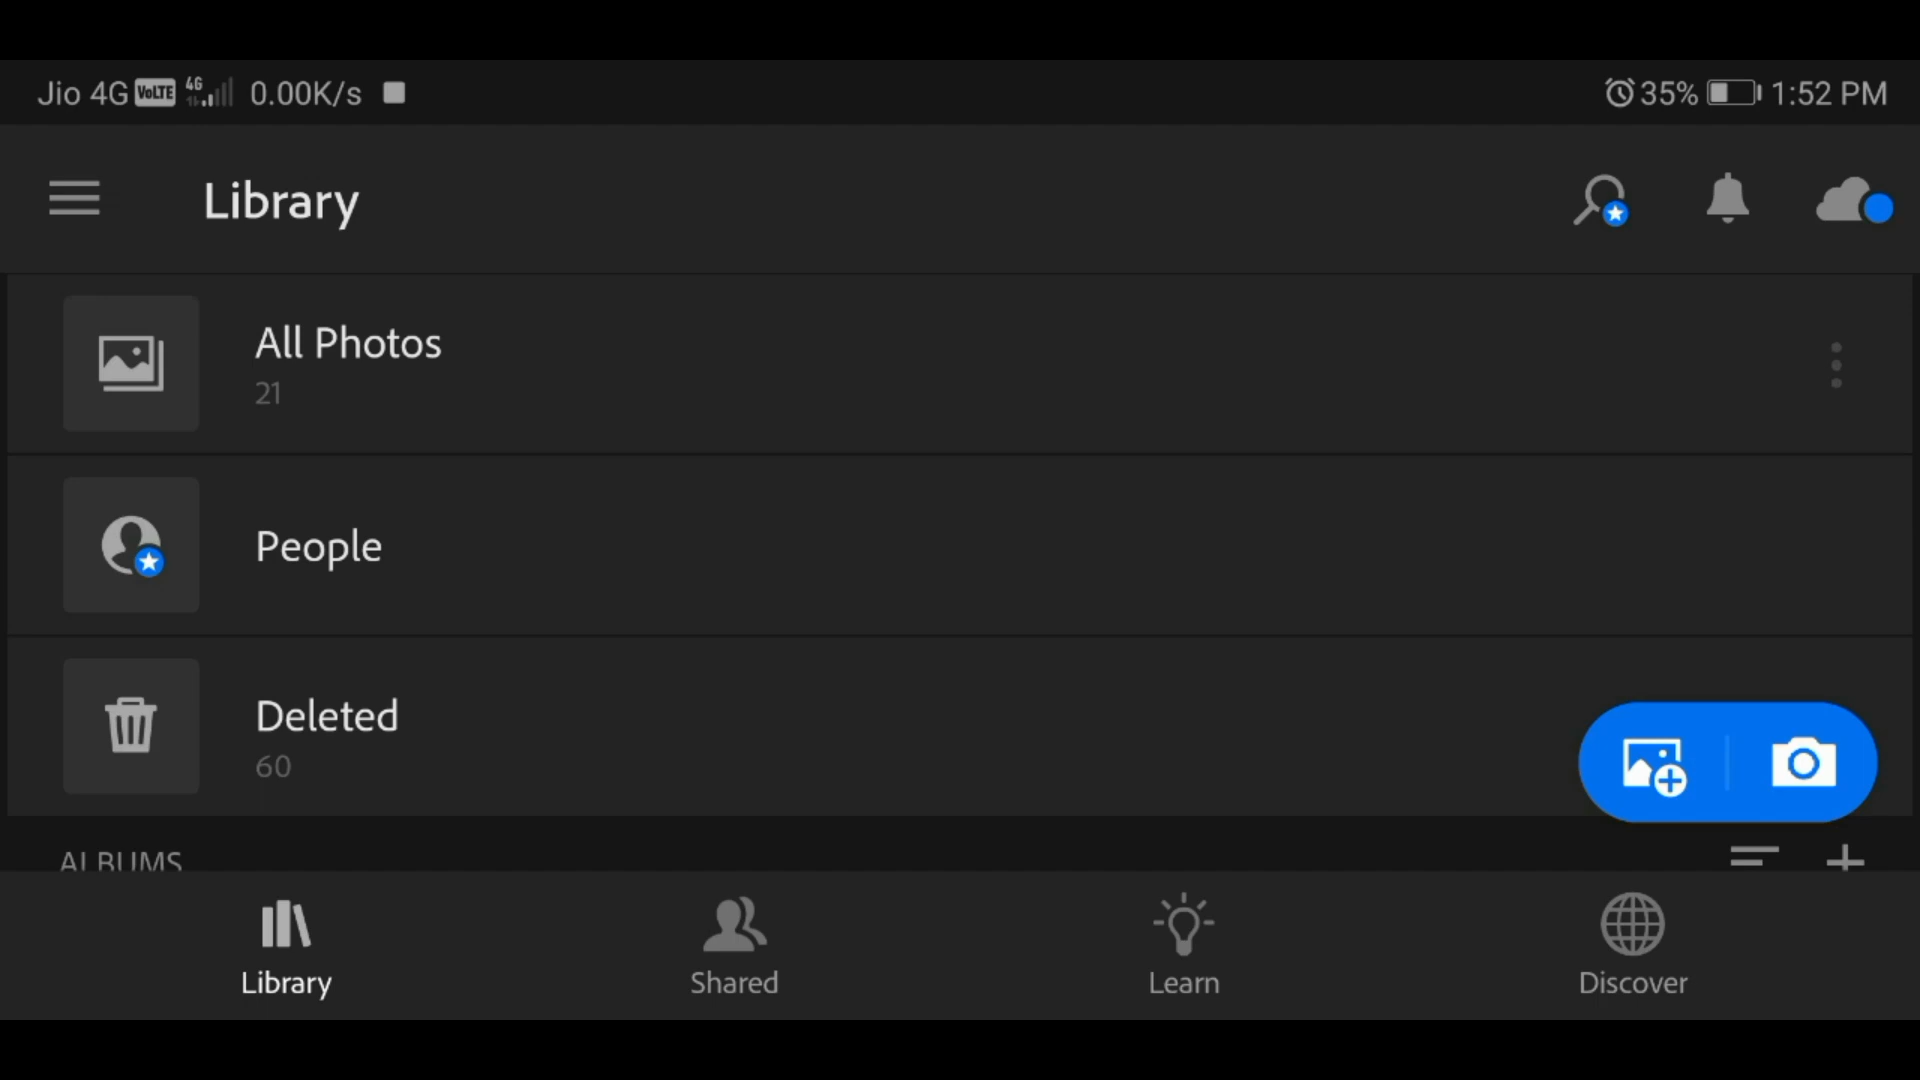 Jio 4G VoLTE 4G 0.00K/s 35% 1:52 PM
Library
All Photos
21
People
Deleted
60
ALBUMS
Library Shared Learn Discover